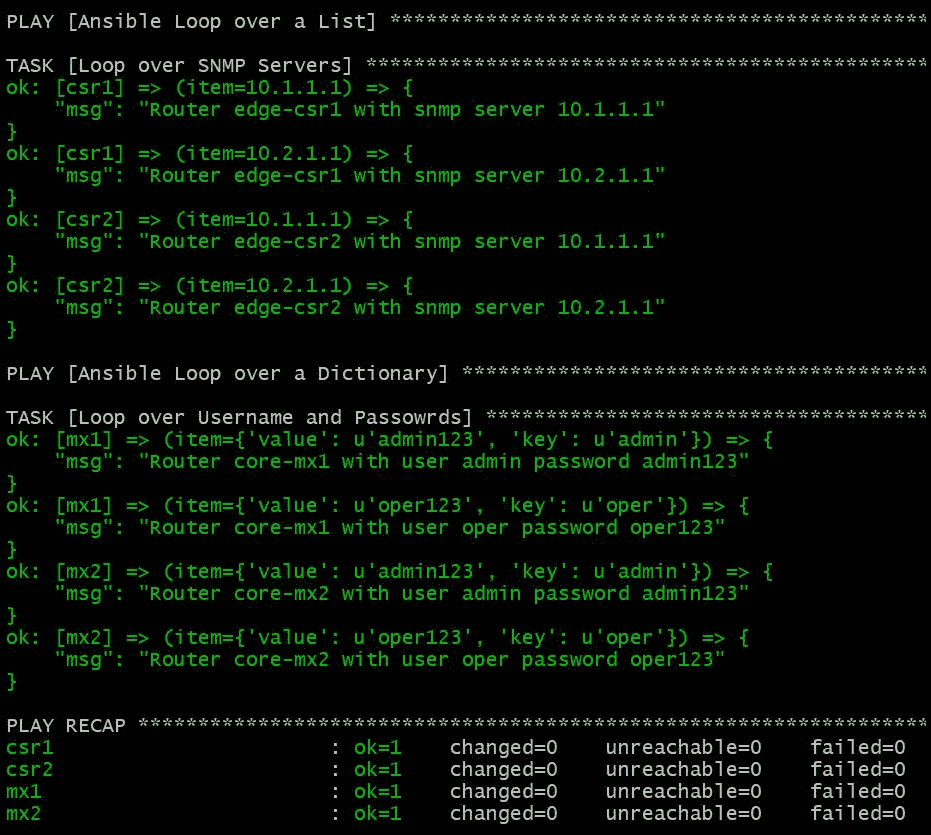 PLAY [Ansible Loop over a List] *********************************************
TASK [Loop over SNMP Servers] ***********************************************
ok: [csr1] => (item=10.1.1.1) => {
    "msg": "Router edge-csr1 with snmp server 10.1.1.1"
}
ok: [csr1] => (item=10.2.1.1) => {
    "msg": "Router edge-csr1 with snmp server 10.2.1.1"
}
ok: [csr2] => (item=10.1.1.1) => {
    "msg": "Router edge-csr2 with snmp server 10.1.1.1"
}
ok: [csr2] => (item=10.2.1.1) => {
    "msg": "Router edge-csr2 with snmp server 10.2.1.1"
}
PLAY [Ansible Loop over a Dictionary] ***************************************
TASK [Loop over Username and Passowrds] *************************************
ok: [mx1] => (item={'value': u'admin123', 'key': u'admin'}) => {
    "msg": "Router core-mx1 with user admin password admin123"
}
ok: [mx1] => (item={'value': u'oper123', 'key': u'oper'}) => {
    "msg": "Router core-mx1 with user oper password oper123"
}
ok: [mx2] => (item={'value': u'admin123', 'key': u'admin'}) => {
    "msg": "Router core-mx2 with user admin password admin123"
}
ok: [mx2] => (item={'value': u'oper123', 'key': u'oper'}) => {
    "msg": "Router core-mx2 with user oper password oper123"
}
PLAY RECAP ******************************************************************
csr1                       : ok=1    changed=0    unreachable=0    failed=0
csr2                       : ok=1    changed=0    unreachable=0    failed=0
mx1                        : ok=1    changed=0    unreachable=0    failed=0
mx2                        : ok=1    changed=0    unreachable=0    failed=0